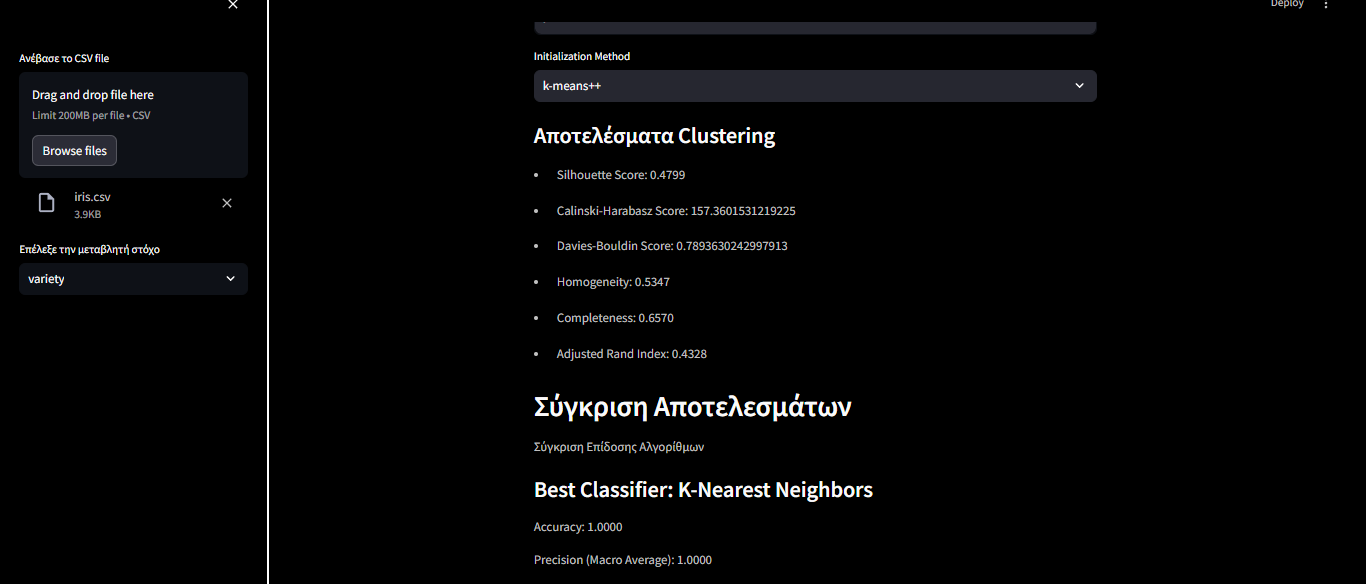 Deploy
Ανέβασε το CSV file
Drag and drop file here
Limit 200MB per file • CSV
Browse files
iris.csv
3.9KB
Επέλεξε την μεταβλητή στόχο
variety
Initialization Method
k-means++
Αποτελέσματα Clustering
• Silhouette Score: 0.4799
• Calinski-Harabasz Score: 157.3601531219225
• Davies-Bouldin Score: 0.7893630242997913
• Homogeneity: 0.5347
• Completeness: 0.6570
• Adjusted Rand Index: 0.4328
Σύγκριση Αποτελεσμάτων
Σύγκριση Επίδοσης Αλγορίθμων
Best Classifier: K-Nearest Neighbors
Accuracy: 1.0000
Precision (Macro Average): 1.0000